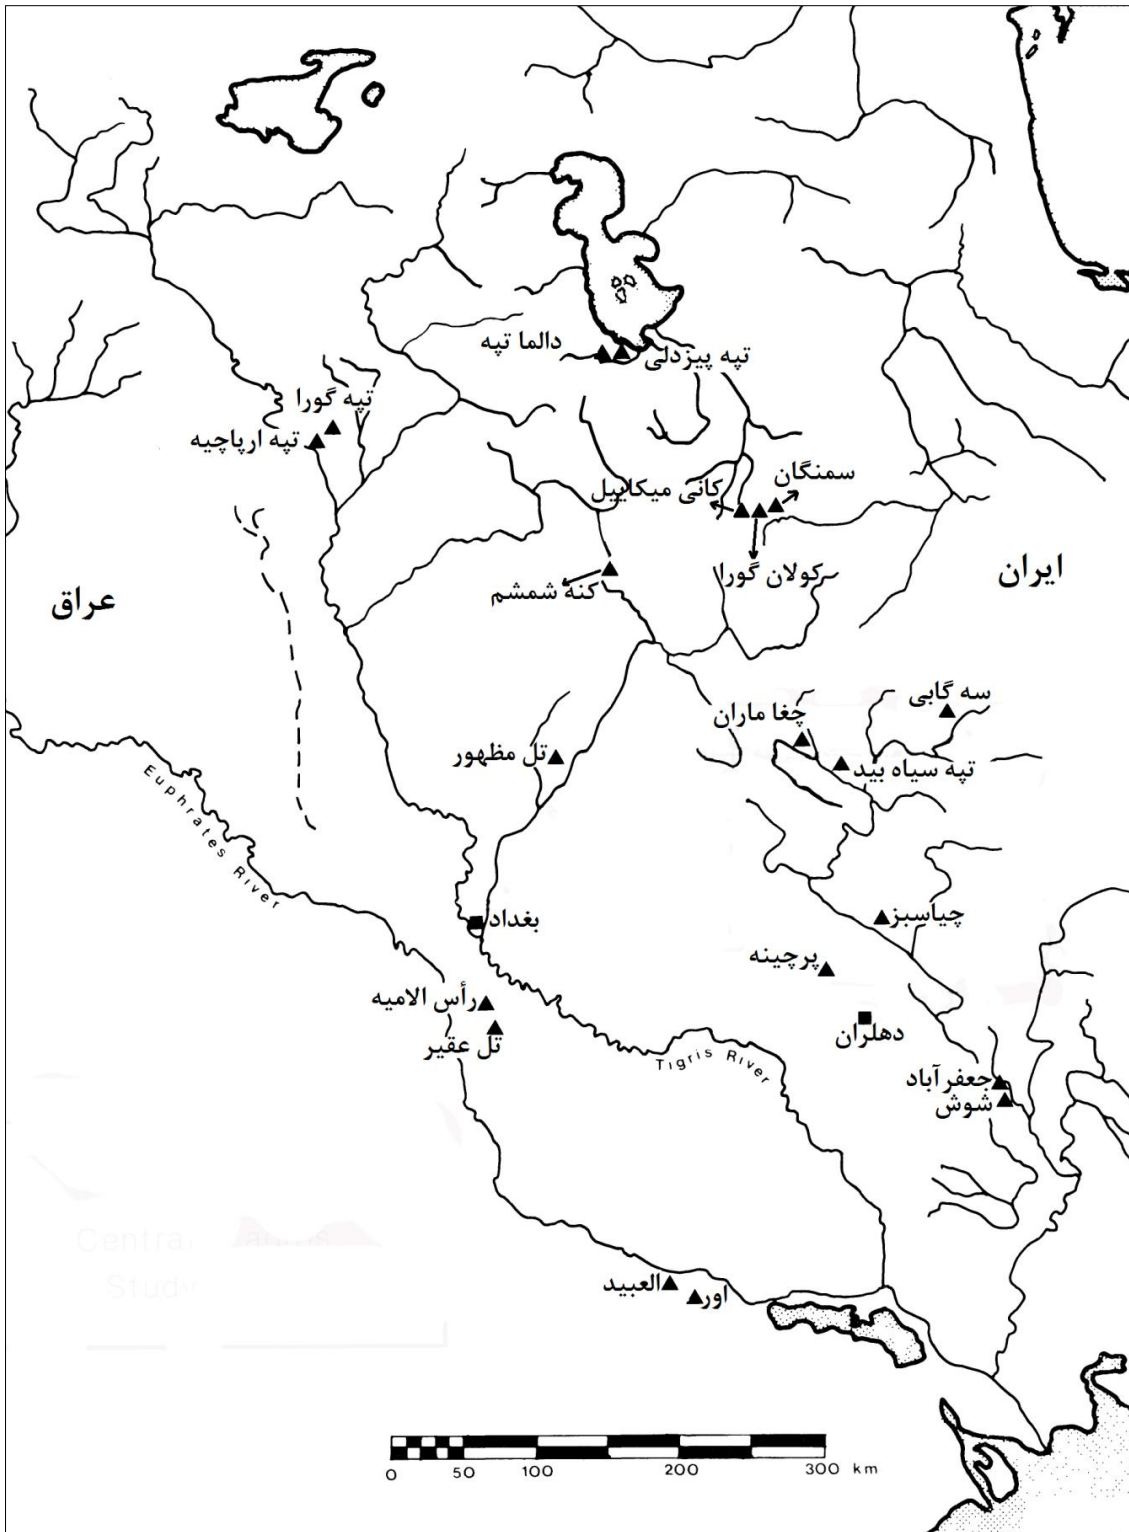 دالما تپه
تپه پیزدلی
تپه گورا
تپه ارپاچیه
سمنگان
کانی میکاییل
کولان گورا
کنه شمشم
ایران
عراق
سه گابی
چغا ماران
تپه سیاه بید
تل مظهور
Euphrates River
بغداد
چیاسبز
پرچینه
رأس الامیه
دهلران
تل عقیر
Tigris River
جعفرآباد
شوش
Central
Study
العبید
اور
0 50 100 200 300 km